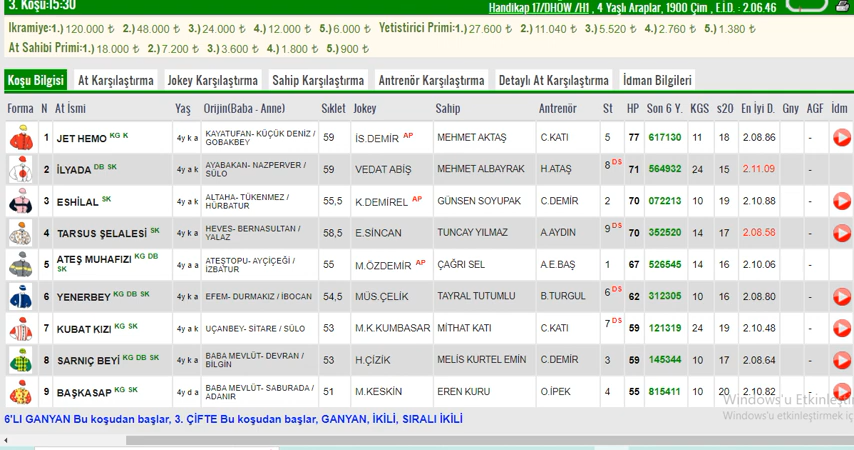 3. Koşu:15:30 Handikap 17/DHÖW /H1 , 4 Yaşlı Araplar, 1900 Çim , E.İ.D. : 2.06.46
Ikramiye:1.) 120.000 ₺ 2.) 48.000 ₺ 3.) 24.000 ₺ 4.) 12.000 ₺ 5.) 6.000 ₺ Yetistirici Primi:1.) 27.600 ₺ 2.) 11.040 ₺ 3.) 5.520 ₺ 4.) 2.760 ₺ 5.) 1.380 ₺
At Sahibi Primi:1.) 18.000 ₺ 2.) 7.200 ₺ 3.) 3.600 ₺ 4.) 1.800 ₺ 5.) 900 ₺
Koşu Bilgisi At Karşılaştırma Jokey Karşılaştırma Sahip Karşılaştırma Antrenör Karşılaştırma Detaylı At Karşılaştırma İdman Bilgileri
Forma N At İsmi Yaş Orijin(Baba - Anne) Sıklet Jokey Sahip Antrenör St HP Son 6 Y. KGS s20 En İyi D. Gny AGF İdm
1 JET HEMO KG K 4y k a KAYATUFAN- KÜÇÜK DENİZ / GOBAKBEY 59 İS.DEMİR AP MEHMET AKTAŞ C.KATI 5 77 617130 11 18 2.08.86 -
2 İLYADA DB SK 4y a k AYABAKAN- NAZPERVER / SÜLO 59 VEDAT ABİŞ MEHMET ALBAYRAK H.ATAŞ 8 DS 71 564932 24 15 2.11.09 -
3 ESHİLAL SK 4y a k ALTAHA- TÜKENMEZ / HÜRBATUR 55,5 K.DEMİREL AP GÜNSEN SOYUPAK C.DEMİR 2 70 072213 10 19 2.10.88 -
4 TARSUS ŞELALESİ SK 4y k a HEVES- BERNASULTAN / YALAZ 58,5 E.SİNCAN TUNCAY YILMAZ A.AYDIN 9 DS 70 352520 14 17 2.08.58 -
5 ATEŞ MUHAFIZI KG DB SK 4y a a ATEŞTOPU- AYÇİÇEĞİ / İZBATUR 55 M.ÖZDEMİR AP ÇAĞRI SEL A.E.BAŞ 1 67 526545 14 16 2.10.06 -
6 YENERBEY KG DB SK 4y k a EFEM- DURMAKIZ / İBOCAN 54,5 MÜS.ÇELİK TAYRAL TUTUMLU B.TURGUL 6 DS 62 312305 10 16 2.08.80 -
7 KUBAT KIZI KG SK 4y a k UÇANBEY- SİTARE / SÜLO 53 M.K.KUMBASAR MİTHAT KATI C.KATI 7 DS 59 121319 24 19 2.10.48 -
8 SARNIÇ BEYİ KG DB SK 4y k a BABA MEVLÜT- DEVRAN / BİLGİN 53 H.ÇİZİK MELİS KURTEL EMİN C.DEMİR 3 59 145344 10 17 2.08.64 -
9 BAŞKASAP KG SK 4y d a BABA MEVLÜT- SABURADA / ADANIR 51 M.KESKİN EREN KURU O.İPEK 4 55 815411 10 20 2.10.82 -
Windows'u Etkinleştir
Windows'u etkinleştirmek iç
6'LI GANYAN Bu koşudan başlar, 3. ÇİFTE Bu koşudan başlar, GANYAN, İKİLİ, SIRALI İKİLİ